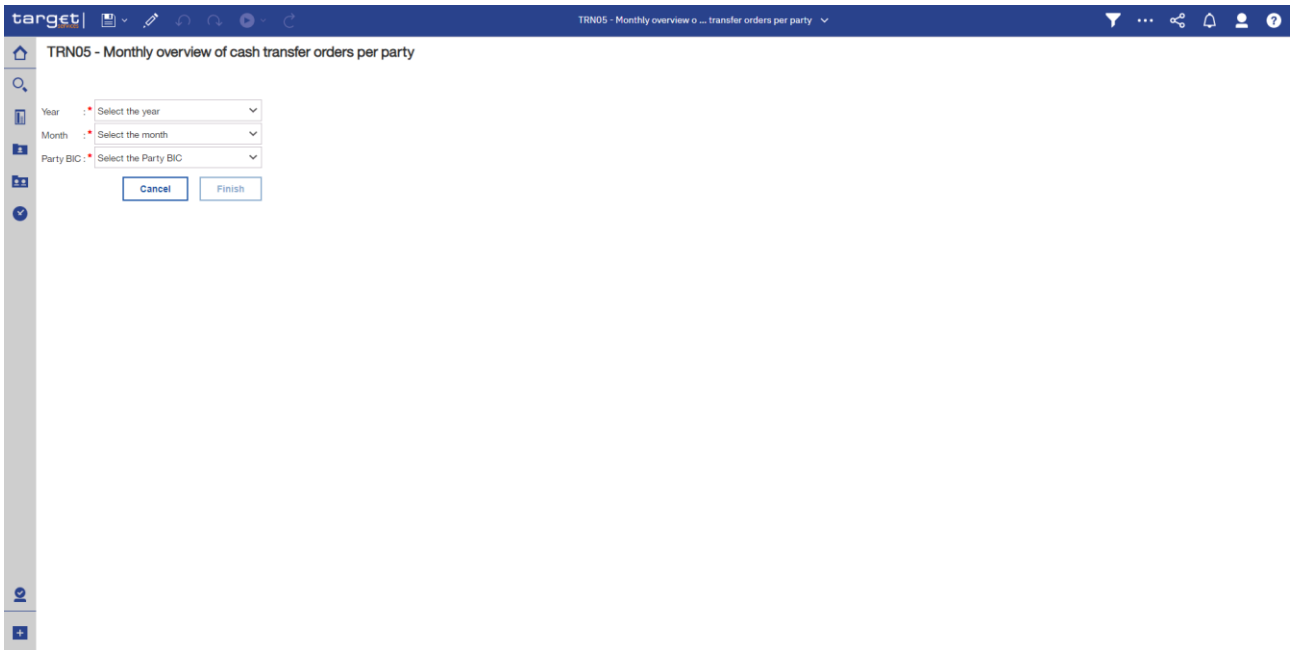 target|
SERVICES
TRN05 - Monthly overview o ... transfer orders per party
TRN05 - Monthly overview of cash transfer orders per party
Year :* Select the year
Month :* Select the month
Party BIC :* Select the Party BIC
Cancel Finish